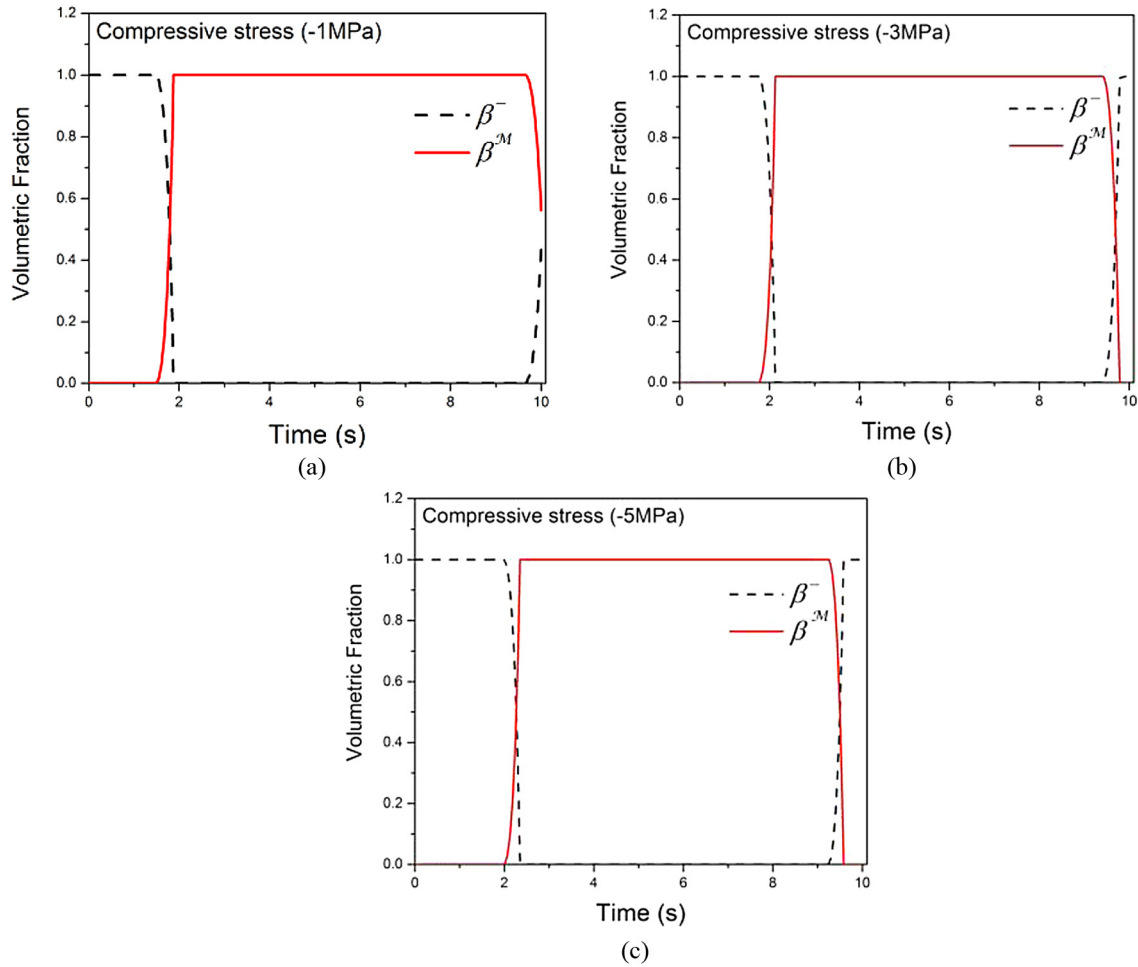 Compressive stress (-1MPa)
Volumetric Fraction
1.2
1.0
0.8
0.6
0.4
0.2
0.0
β⁻
β^ℳ
0 2 4 6 8 10
Time (s)
(a)
Compressive stress (-3MPa)
Volumetric Fraction
1.2
1.0
0.8
0.6
0.4
0.2
0.0
β⁻
β^ℳ
0 2 4 6 8 10
Time (s)
(b)
Compressive stress (-5MPa)
Volumetric Fraction
1.2
1.0
0.8
0.6
0.4
0.2
0.0
β⁻
β^ℳ
0 2 4 6 8 10
Time (s)
(c)